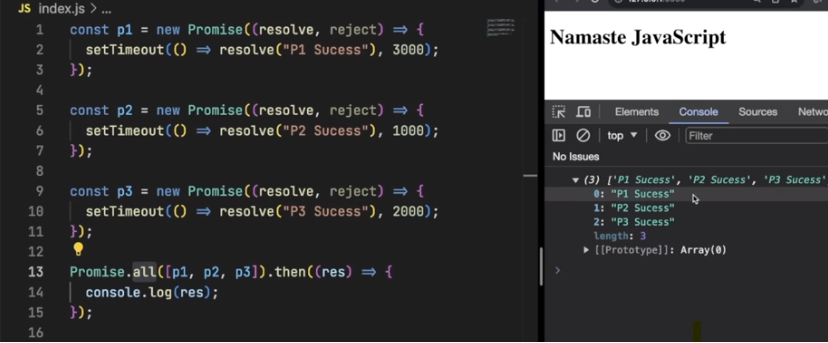 JS index.js > ...
1 const p1 = new Promise((resolve, reject) => {
2 setTimeout(() => resolve("P1 Sucess"), 3000);
3 });
4
5 const p2 = new Promise((resolve, reject) => {
6 setTimeout(() => resolve("P2 Sucess"), 1000);
7 });
8
9 const p3 = new Promise((resolve, reject) => {
10 setTimeout(() => resolve("P3 Sucess"), 2000);
11 });
12
13 Promise.all([p1, p2, p3]).then((res) => {
14 console.log(res);
15 });
16
Namaste JavaScript
Elements Console Sources Netwo
top Filter
No Issues
(3) ['P1 Sucess', 'P2 Sucess', 'P3 Sucess'
0: "P1 Sucess"
1: "P2 Sucess"
2: "P3 Sucess"
length: 3
[[Prototype]]: Array(0)